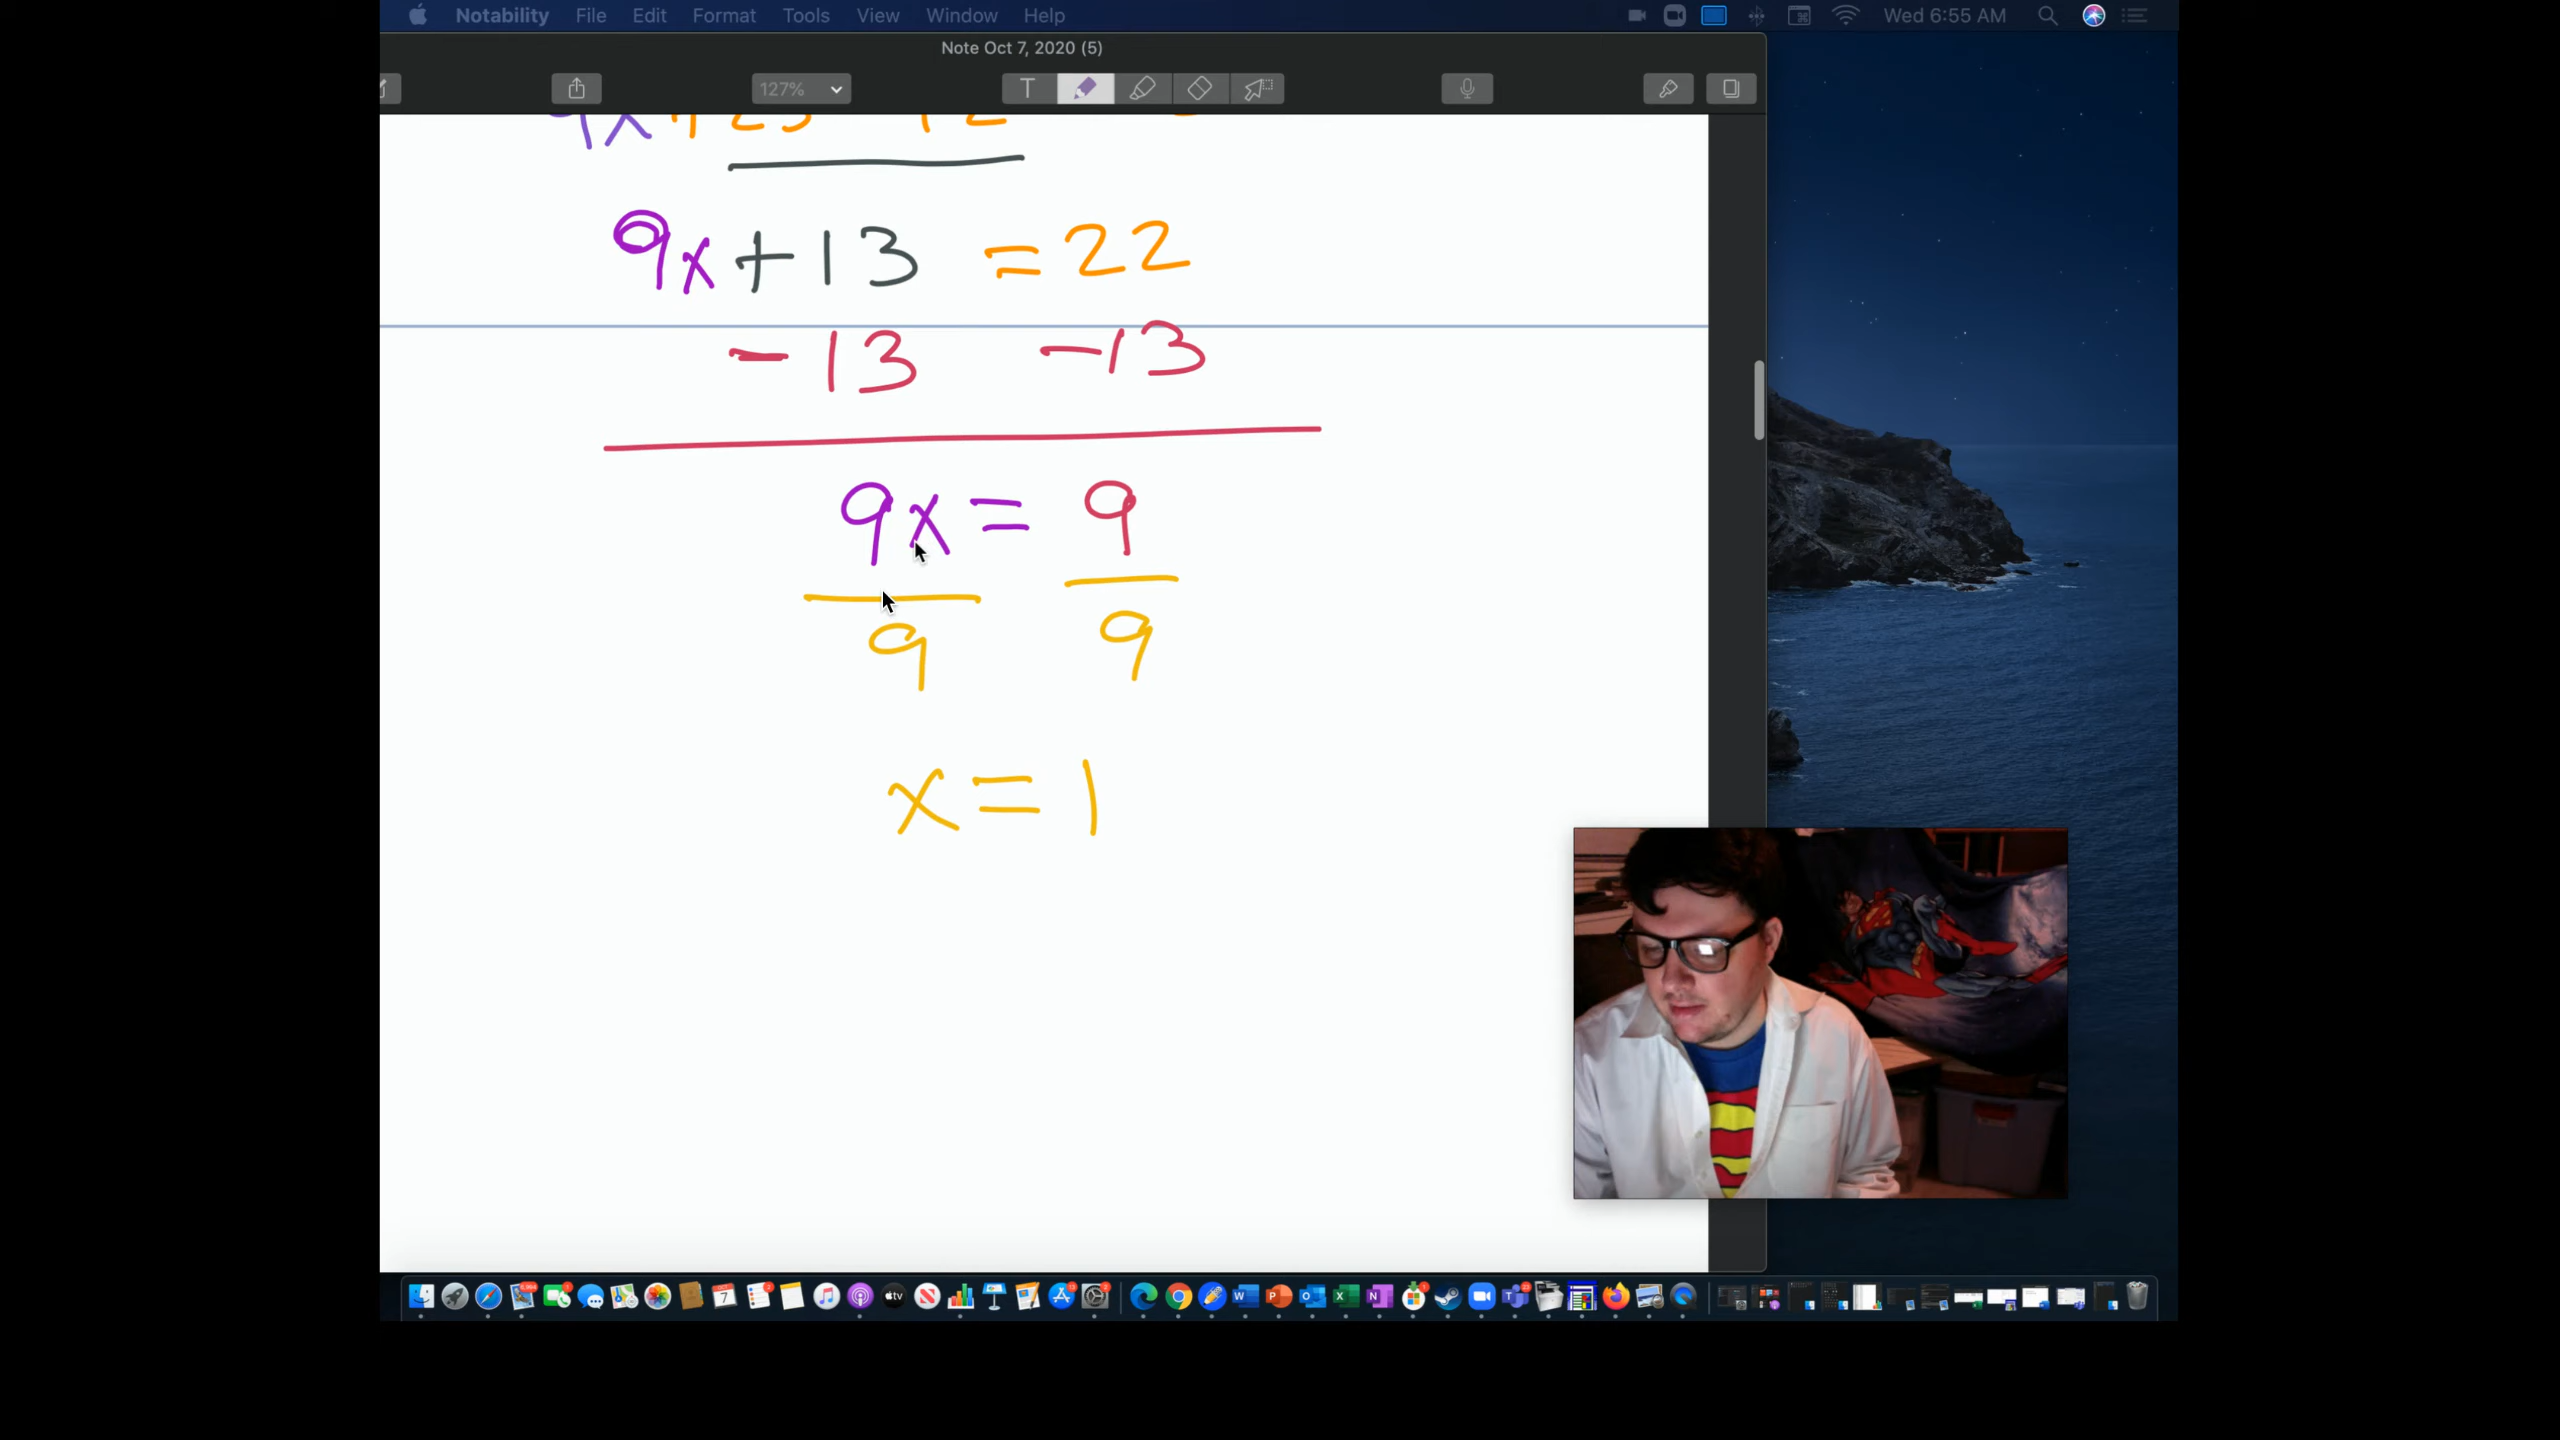 Notability File Edit Format Tools View Window Help Wed 6:55 AM
Note Oct 7, 2020 (5)
127% T
9x + 13 = 22
- 13 - 13
9x = 9
9 9
x = 1